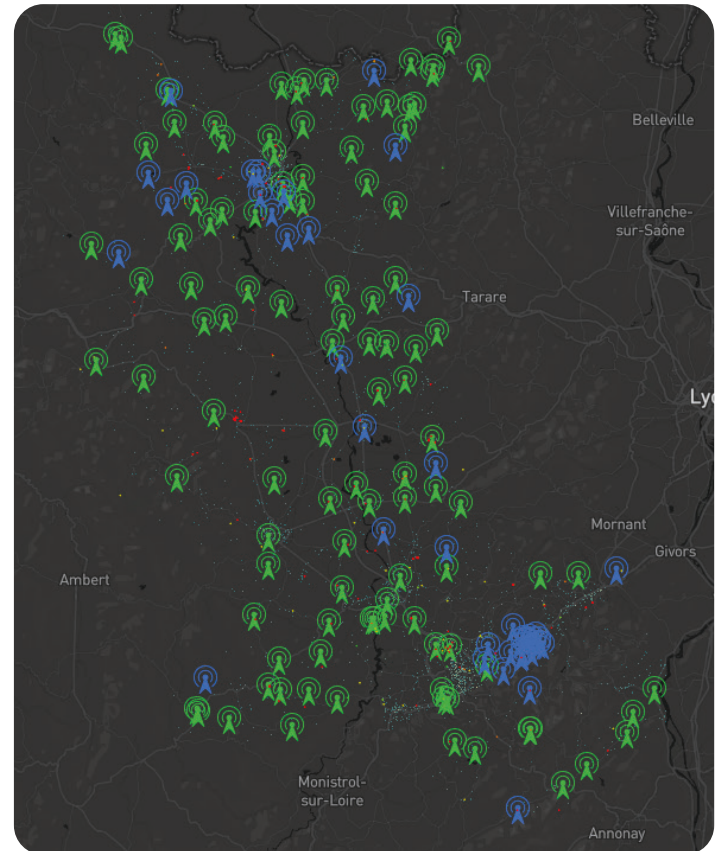 Belleville
Villefranche-
sur-Saône
Tarare
Lyo
Mornant
Givors
Ambert
Monistrol-
sur-Loire
Annonay